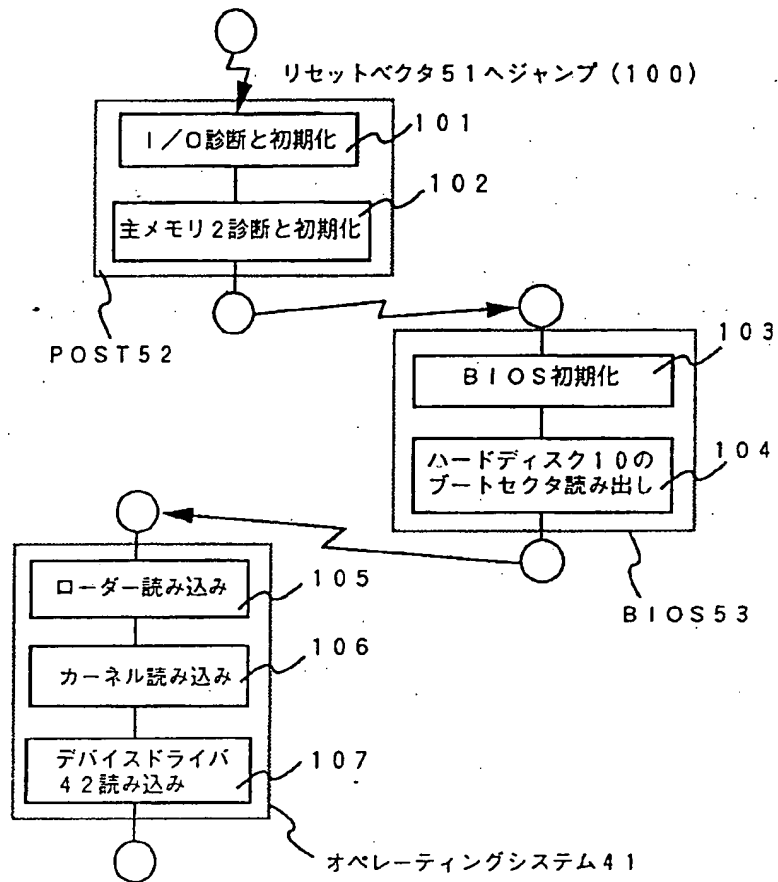 リセットベクタ51へジャンプ(100)
I/O診断と初期化
101
主メモリ2診断と初期化
102
POST52
BIOS初期化
103
ハードディスク10の
ブートセクタ読み出し
104
BIOS53
ローダー読み込み
105
カーネル読み込み
106
デバイスドライバ
42読み込み
107
オペレーティングシステム41